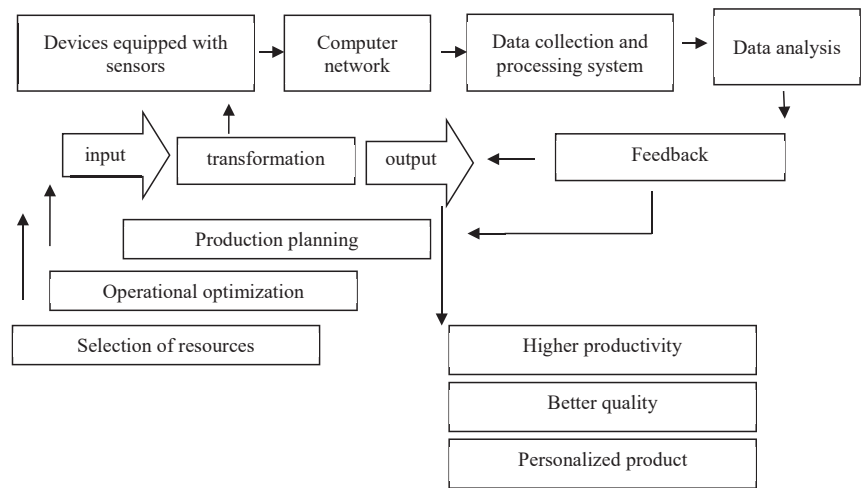 Devices equipped with
sensors
Computer
network
Data collection and
processing system
Data analysis
input
transformation
output
Feedback
Production planning
Operational optimization
Selection of resources
Higher productivity
Better quality
Personalized product